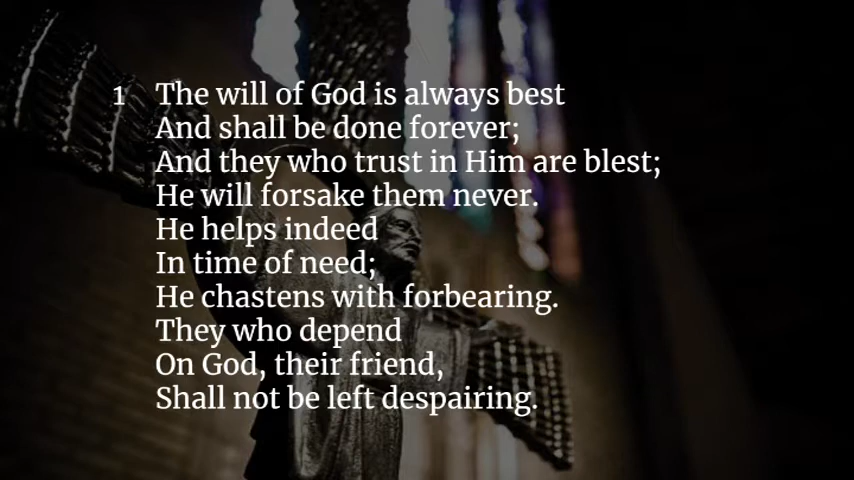 1 The will of God is always best
And shall be done forever;
And they who trust in Him are blest;
He will forsake them never.
He helps indeed
In time of need;
He chastens with forbearing.
They who depend
On God, their friend,
Shall not be left despairing.